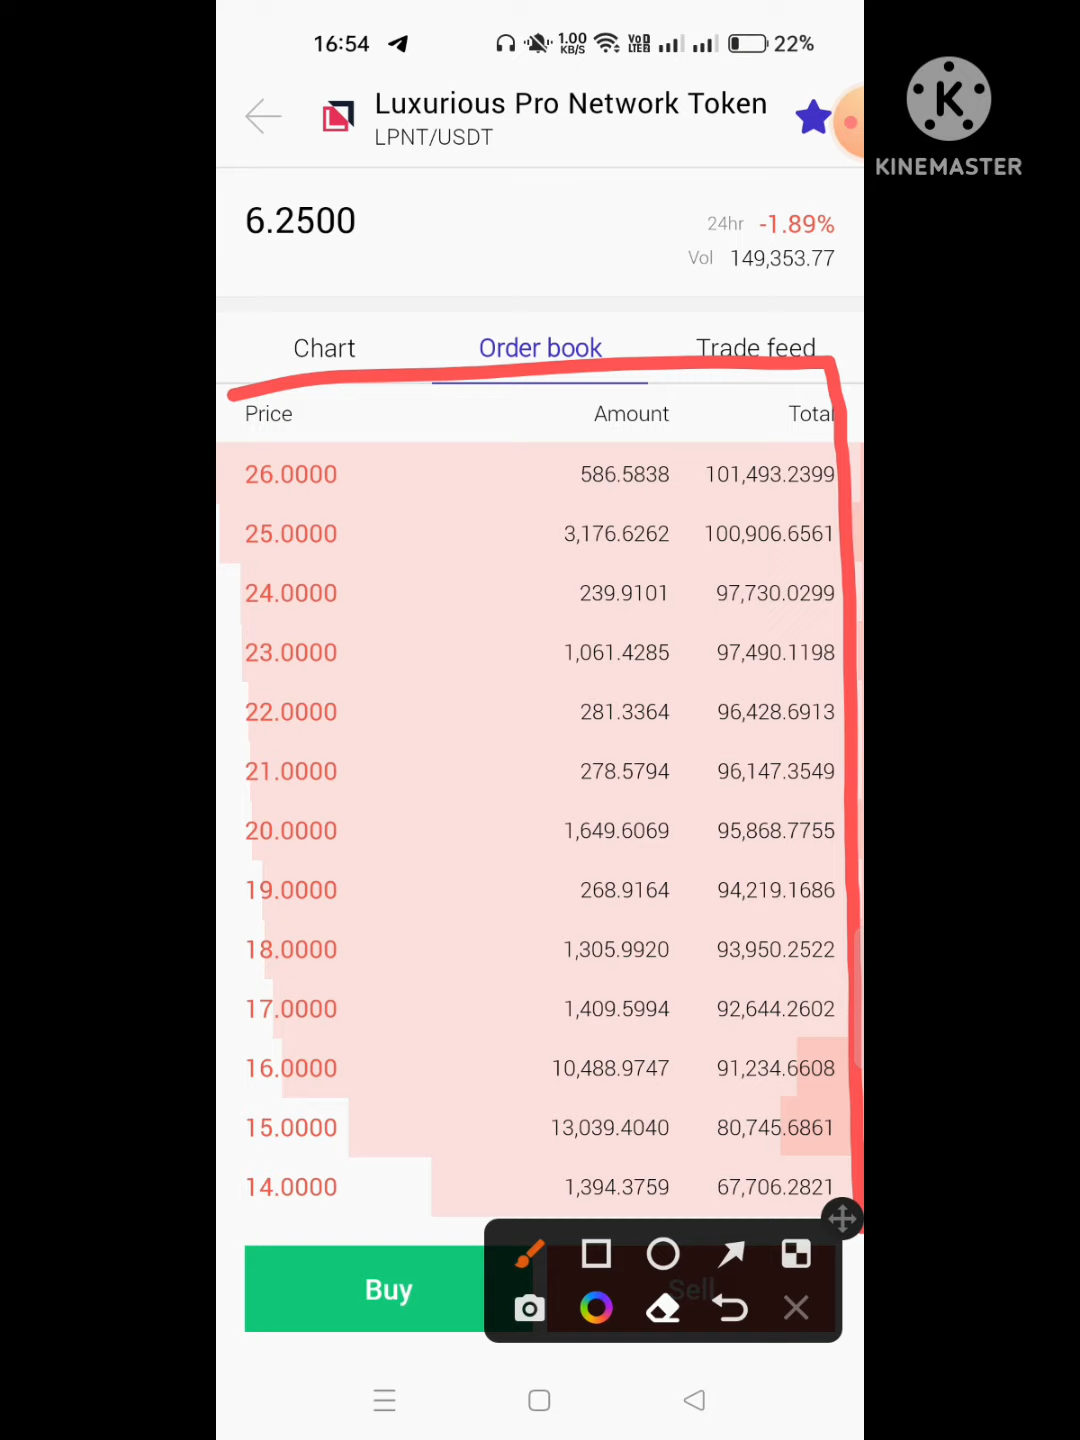 16:54 1.00 KB/S VoD LTE2 22%
KINEMASTER
Luxurious Pro Network Token
LPNT/USDT
6.2500
24hr -1.89%
Vol 149,353.77
Chart Order book Trade feed
Price Amount Total
26.0000 586.5838 101,493.2399
25.0000 3,176.6262 100,906.6561
24.0000 239.9101 97,730.0299
23.0000 1,061.4285 97,490.1198
22.0000 281.3364 96,428.6913
21.0000 278.5794 96,147.3549
20.0000 1,649.6069 95,868.7755
19.0000 268.9164 94,219.1686
18.0000 1,305.9920 93,950.2522
17.0000 1,409.5994 92,644.2602
16.0000 10,488.9747 91,234.6608
15.0000 13,039.4040 80,745.6861
14.0000 1,394.3759 67,706.2821
Buy Sell